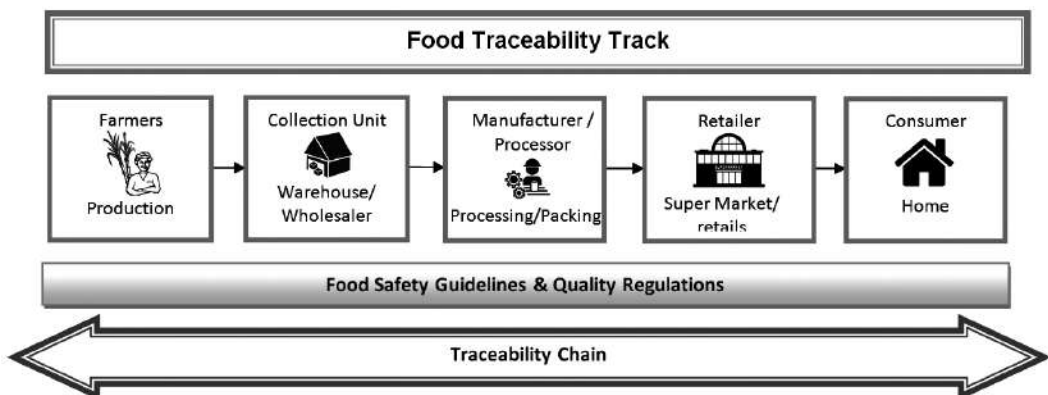 Food Traceability Track
Farmers
Production
Collection Unit
Warehouse/
Wholesaler
Manufacturer /
Processor
Processing/Packing
Retailer
Super Market/
retails
Consumer
Home
Food Safety Guidelines & Quality Regulations
Traceability Chain